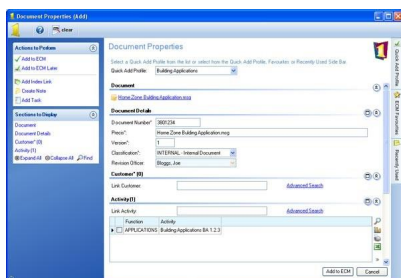 Document Properties (Add)
clear
Actions to Perform
Add to ECM
Add to ECM Later
Add Index Link
Create Note
Add Task
Sections to Display
Document
Document Details
Customer* (0)
Activity (1)
Expand All Collapse All Find
Document Properties
Select a Quick Add Profile from the list or select from the Quick Add Profile, Favourites or Recently Used Side Bar
Quick Add Profile: Building Applications
Document
Home Zone Building Application.msg
Document Details
Document Number*: 3801234
Precis*: Home Zone Building Application.msg
Version*: 1
Classification*: INTERNAL - Internal Document
Revision Officer: Bloggs, Joe
Customer* (0)
Link Customer: Advanced Search
Activity (1)
Link Activity: Advanced Search
Function Activity
APPLICATIONS Building Applications BA 1.2.3
Add to ECM Cancel
Quick Add Profile
ECM Favourites
Recently Used